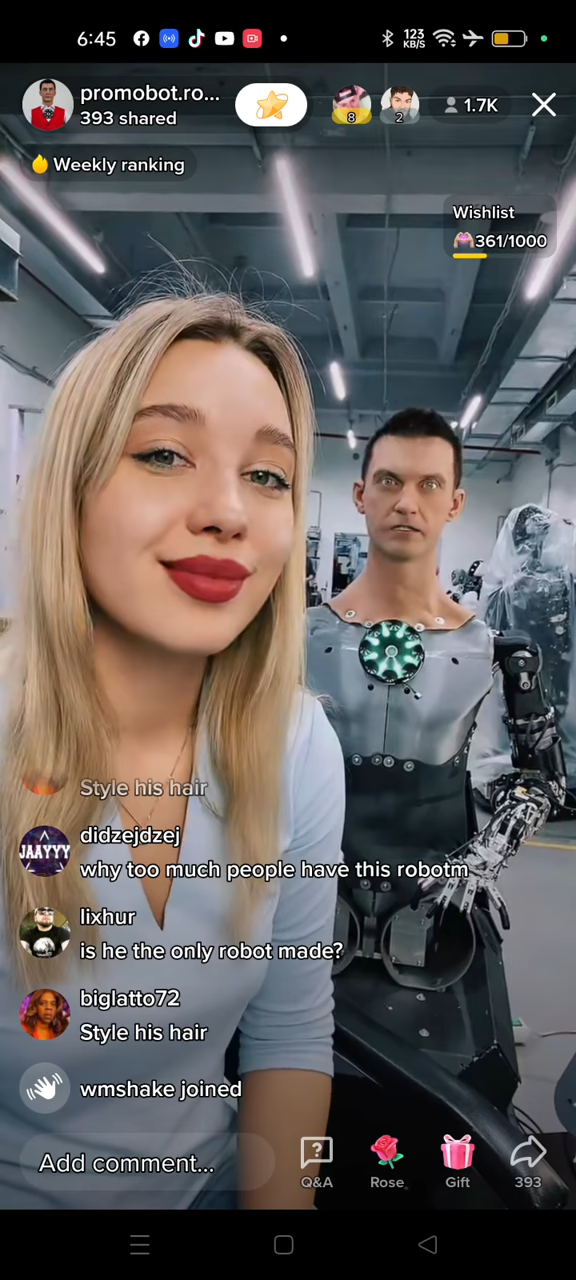 6:45
123
KB/S
promobot.ro...
393 shared
8
2
1.7K
Weekly ranking
Wishlist
361/1000
Style his hair
JAAYYY
didzejdzej
why too much people have this robotm
lixhur
is he the only robot made?
biglatto72
Style his hair
wmshake joined
Add comment...
Q&A
Rose
Gift
393